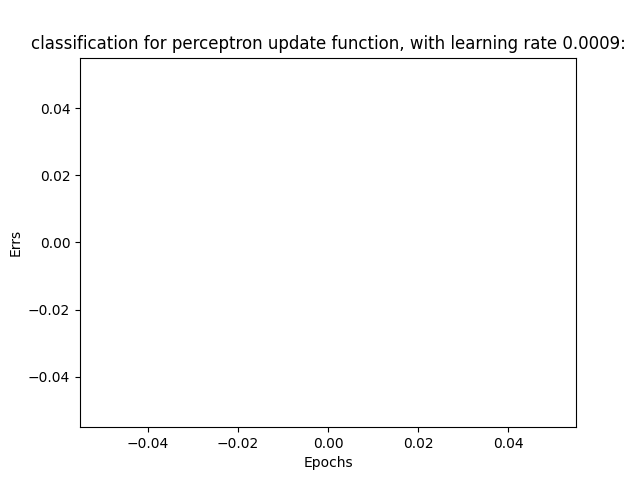 classification for perceptron update function, with learning rate 0.0009:
0.04
0.02
0.00
−0.02
−0.04
Errs
−0.04 −0.02 0.00 0.02 0.04
Epochs